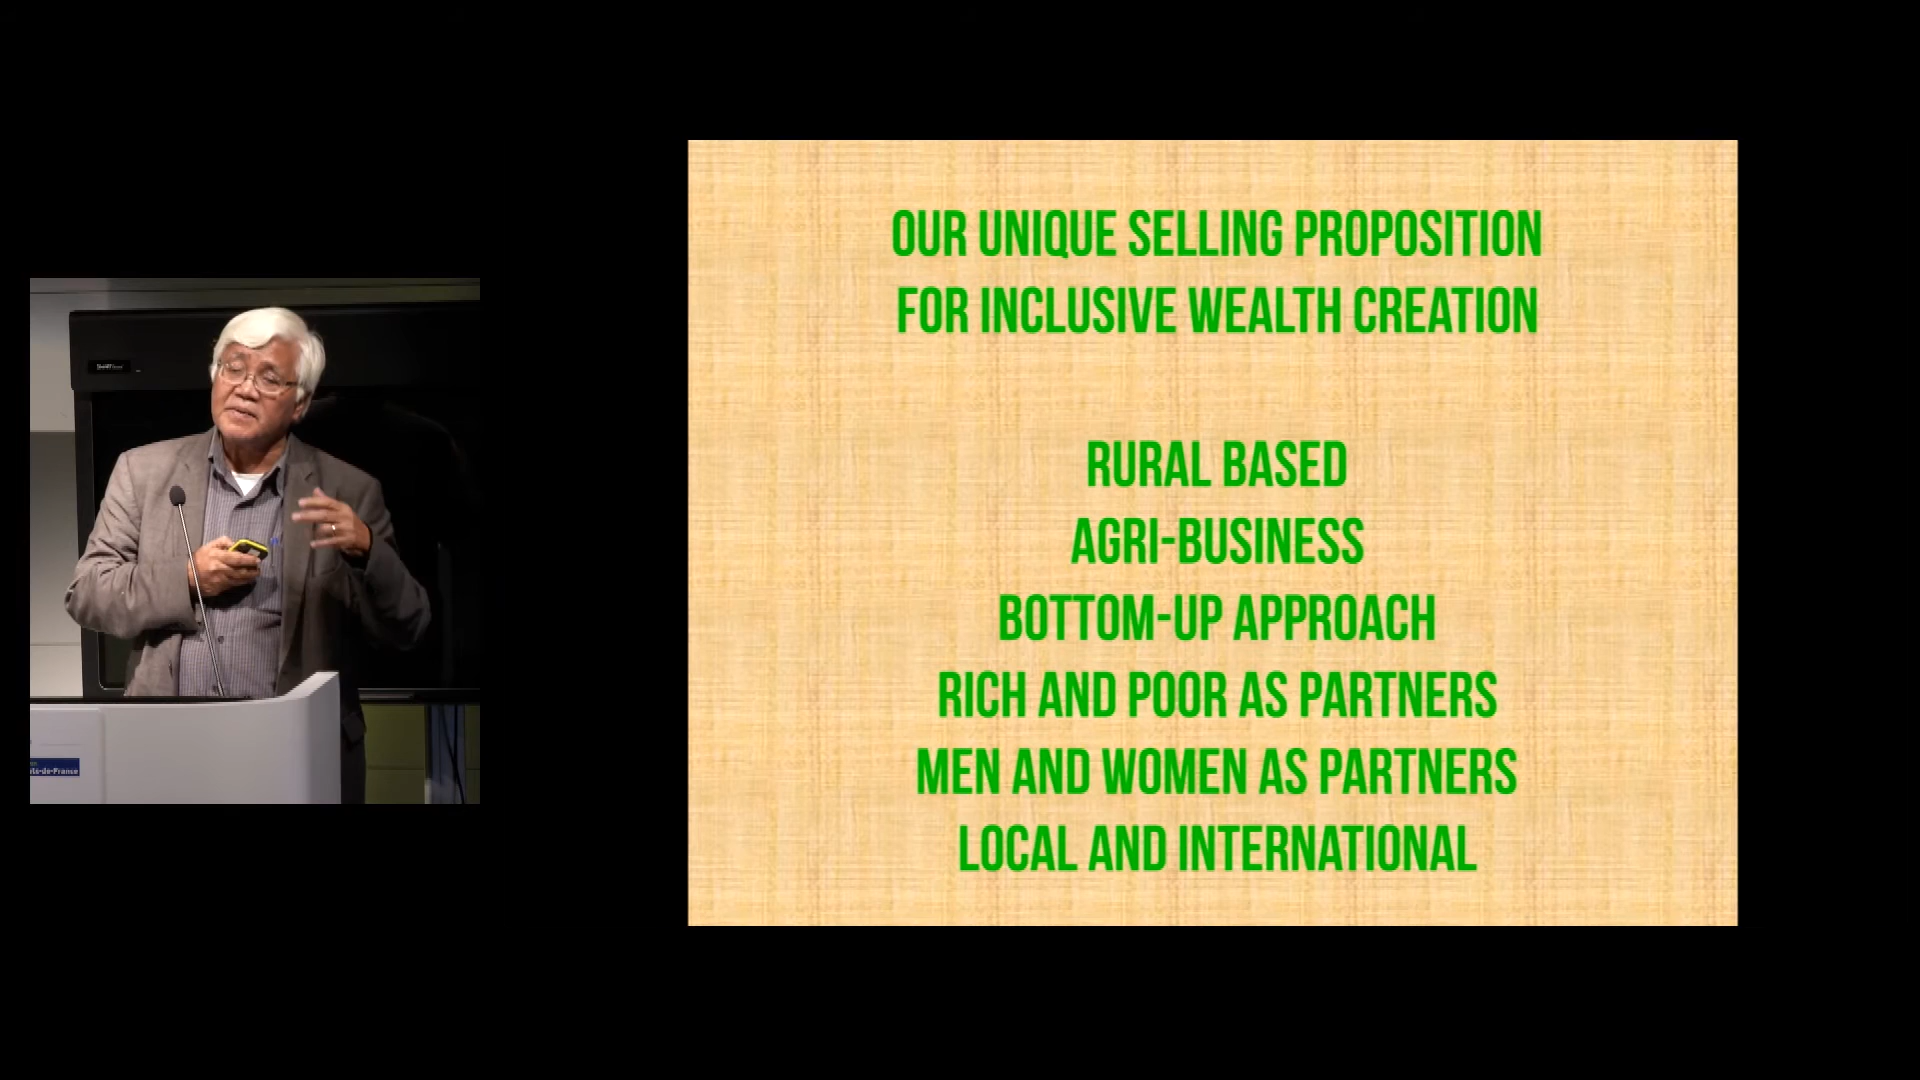 OUR UNIQUE SELLING PROPOSITION
FOR INCLUSIVE WEALTH CREATION
RURAL BASED
AGRI-BUSINESS
BOTTOM-UP APPROACH
RICH AND POOR AS PARTNERS
MEN AND WOMEN AS PARTNERS
LOCAL AND INTERNATIONAL